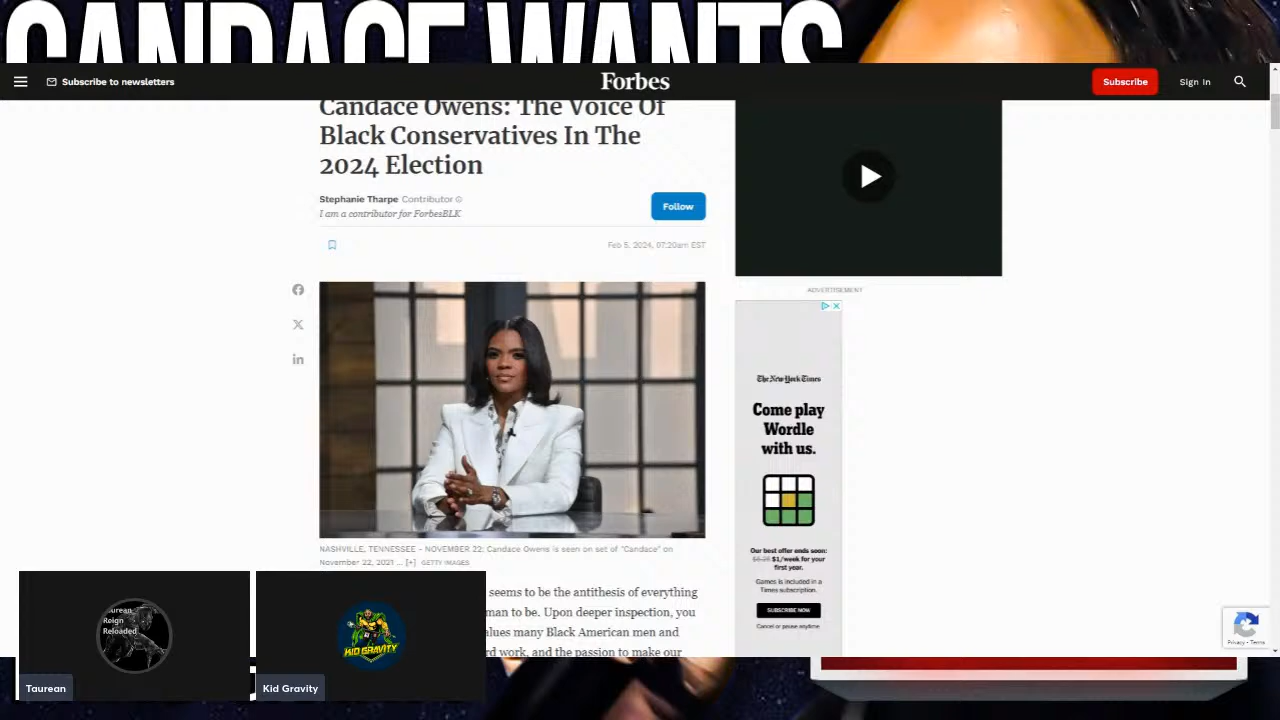 CANDACE WANTS
Subscribe to newsletters
Forbes
Subscribe
Sign In
Candace Owens: The Voice Of
Black Conservatives In The
2024 Election
Stephanie Tharpe Contributor
I am a contributor for ForbesBLK
Follow
Feb 5, 2024, 07:20am EST
NASHVILLE, TENNESSEE - NOVEMBER 22: Candace Owens is seen on set of "Candace" on
November 22, 2021 ... [+] GETTY IMAGES
seems to be the antithesis of everything
man to be. Upon deeper inspection, you
alues many Black American men and
rd work, and the passion to make our
ADVERTISEMENT
The New York Times
Come play
Wordle
with us.
Our best offer ends soon:
$1/week for your
first year.
Games is included in a
Times subscription.
SUBSCRIBE NOW
Cancel or pause anytime
Privacy - Terms
Taurean
Reign
Reloaded
Taurean
KID GRAVITY
Kid Gravity